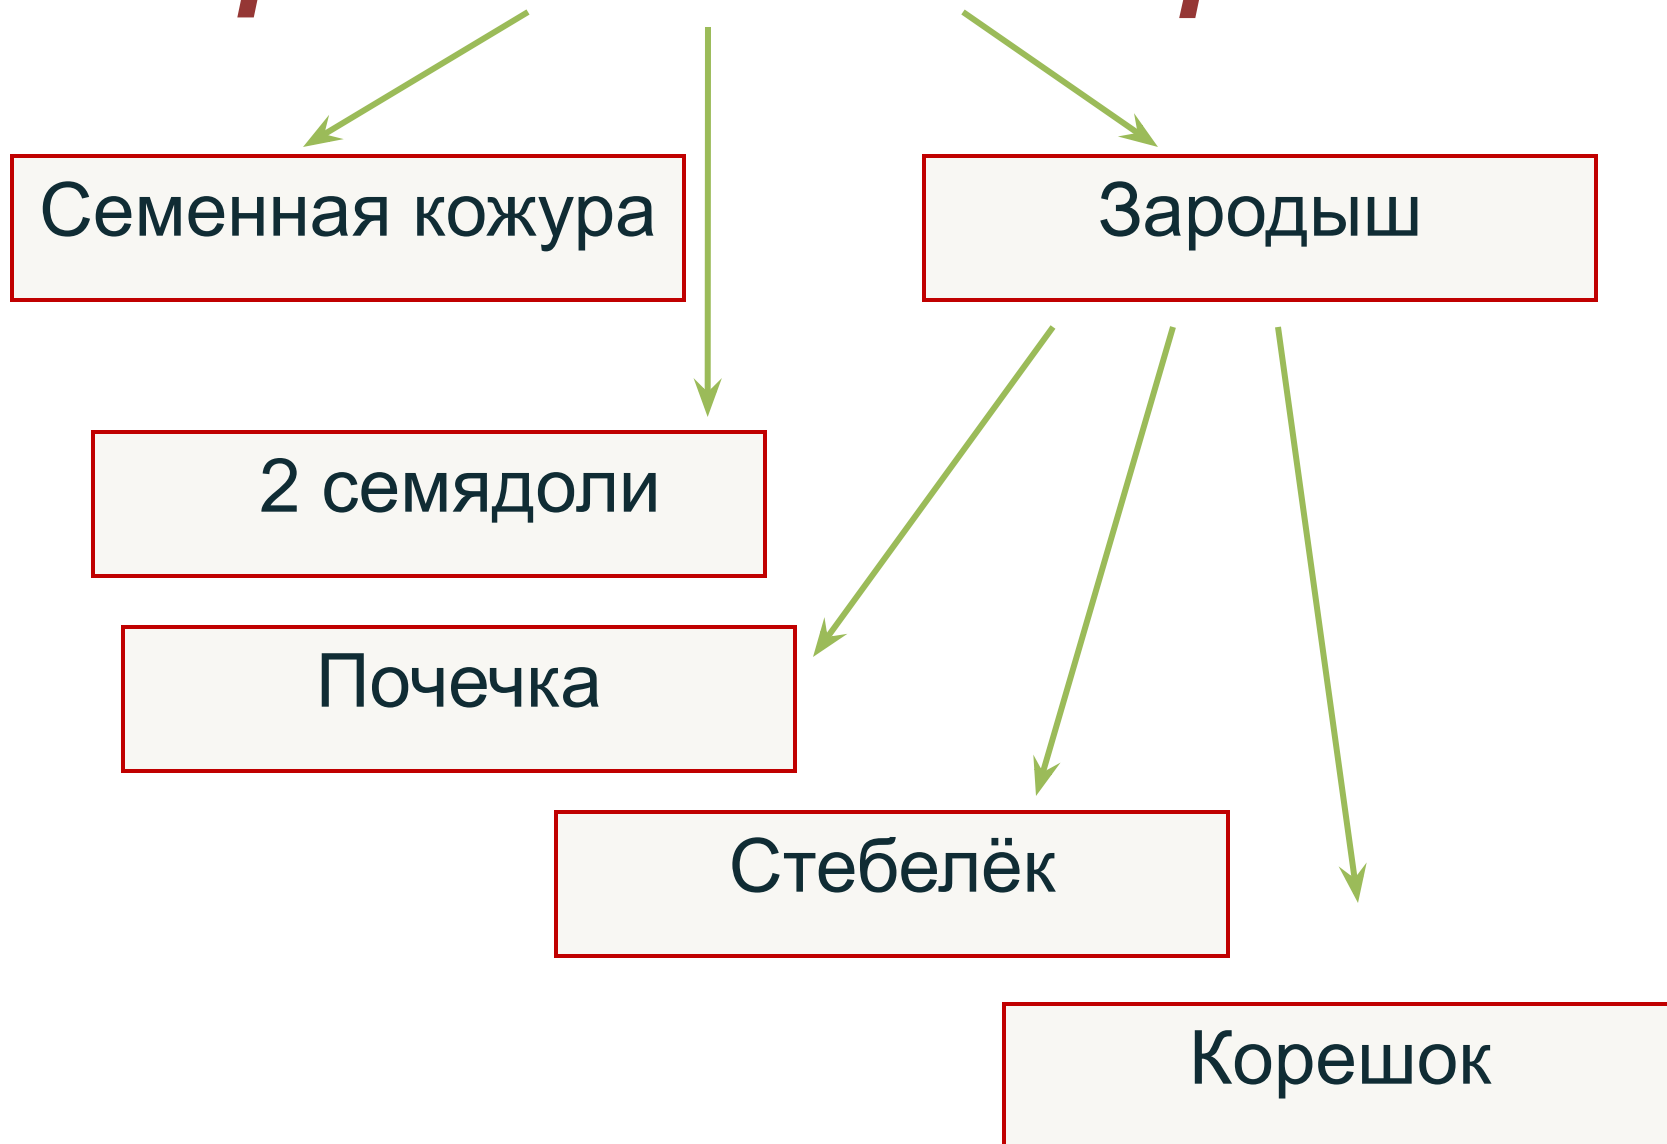 Семенная кожура
Зародыш
2 семядоли
Почечка
Стебелёк
Корешок